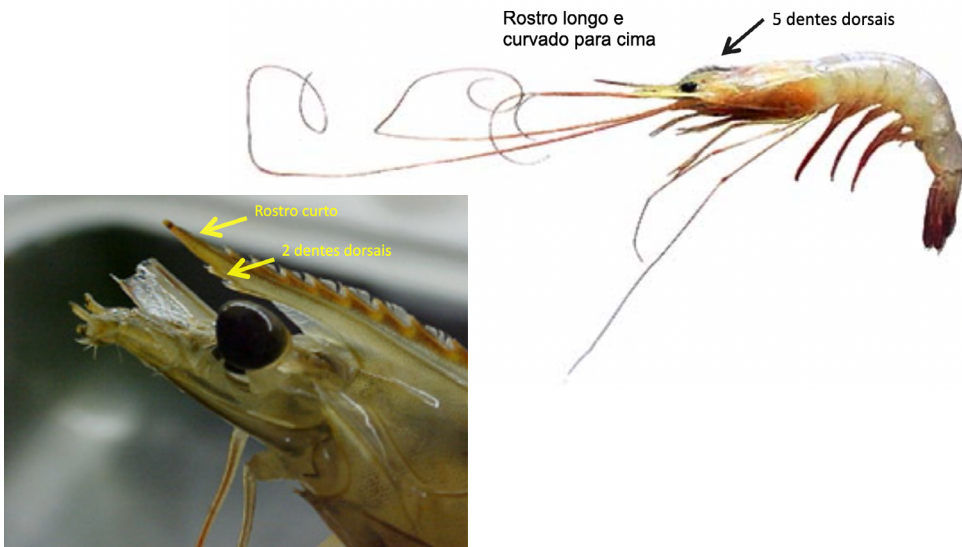 Rostro longo e
curvado para cima
5 dentes dorsais
Rostro curto
2 dentes dorsais